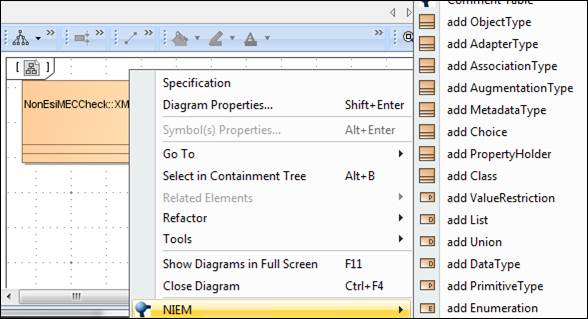 NonEsiMECCheck::XM
Specification
Diagram Properties... Shift+Enter
Symbol(s) Properties... Alt+Enter
Go To
Select in Containment Tree Alt+B
Related Elements
Refactor
Tools
Show Diagrams in Full Screen F11
Close Diagram Ctrl+F4
NIEM
Comment Table
add ObjectType
add AdapterType
add AssociationType
add AugmentationType
add MetadataType
add Choice
add PropertyHolder
add Class
add ValueRestriction
add List
add Union
add DataType
add PrimitiveType
add Enumeration